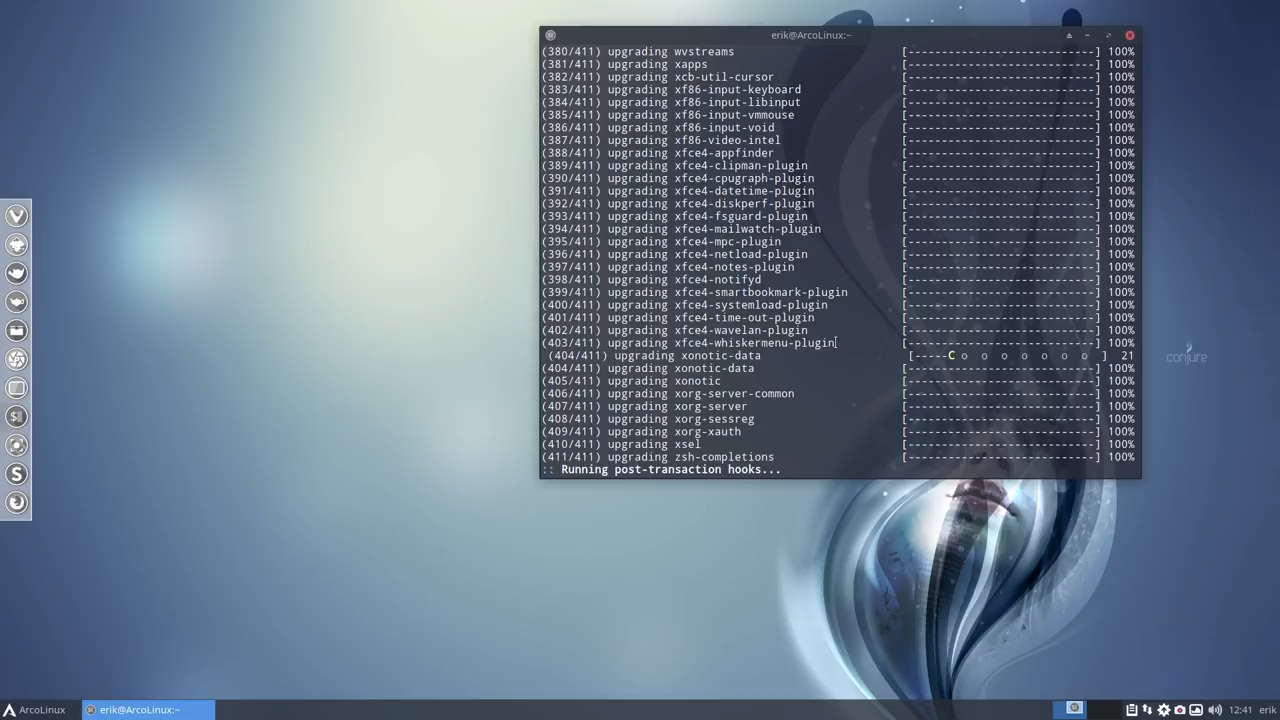 erik@ArcoLinux:~
(380/411) upgrading wvstreams [----------------------------] 100%
(381/411) upgrading xapps [----------------------------] 100%
(382/411) upgrading xcb-util-cursor [----------------------------] 100%
(383/411) upgrading xf86-input-keyboard [----------------------------] 100%
(384/411) upgrading xf86-input-libinput [----------------------------] 100%
(385/411) upgrading xf86-input-vmmouse [----------------------------] 100%
(386/411) upgrading xf86-input-void [----------------------------] 100%
(387/411) upgrading xf86-video-intel [----------------------------] 100%
(388/411) upgrading xfce4-appfinder [----------------------------] 100%
(389/411) upgrading xfce4-clipman-plugin [----------------------------] 100%
(390/411) upgrading xfce4-cpugraph-plugin [----------------------------] 100%
(391/411) upgrading xfce4-datetime-plugin [----------------------------] 100%
(392/411) upgrading xfce4-diskperf-plugin [----------------------------] 100%
(393/411) upgrading xfce4-fsguard-plugin [----------------------------] 100%
(394/411) upgrading xfce4-mailwatch-plugin [----------------------------] 100%
(395/411) upgrading xfce4-mpc-plugin [----------------------------] 100%
(396/411) upgrading xfce4-netload-plugin [----------------------------] 100%
(397/411) upgrading xfce4-notes-plugin [----------------------------] 100%
(398/411) upgrading xfce4-notifyd [----------------------------] 100%
(399/411) upgrading xfce4-smartbookmark-plugin [----------------------------] 100%
(400/411) upgrading xfce4-systemload-plugin [----------------------------] 100%
(401/411) upgrading xfce4-time-out-plugin [----------------------------] 100%
(402/411) upgrading xfce4-wavelan-plugin [----------------------------] 100%
(403/411) upgrading xfce4-whiskermenu-plugin [----------------------------] 100%
(404/411) upgrading xonotic-data [-----C o o o o o o o ] 21
(404/411) upgrading xonotic-data [----------------------------] 100%
(405/411) upgrading xonotic [----------------------------] 100%
(406/411) upgrading xorg-server-common [----------------------------] 100%
(407/411) upgrading xorg-server [----------------------------] 100%
(408/411) upgrading xorg-sessreg [----------------------------] 100%
(409/411) upgrading xorg-xauth [----------------------------] 100%
(410/411) upgrading xsel [----------------------------] 100%
(411/411) upgrading zsh-completions [----------------------------] 100%
:: Running post-transaction hooks...
conjure
ArcoLinux
erik@ArcoLinux:~
12:41 erik